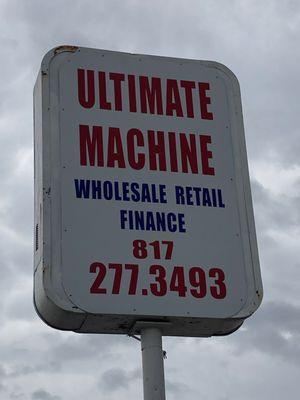 ULTIMATE
MACHINE
WHOLESALE RETAIL
FINANCE
817
277.3493